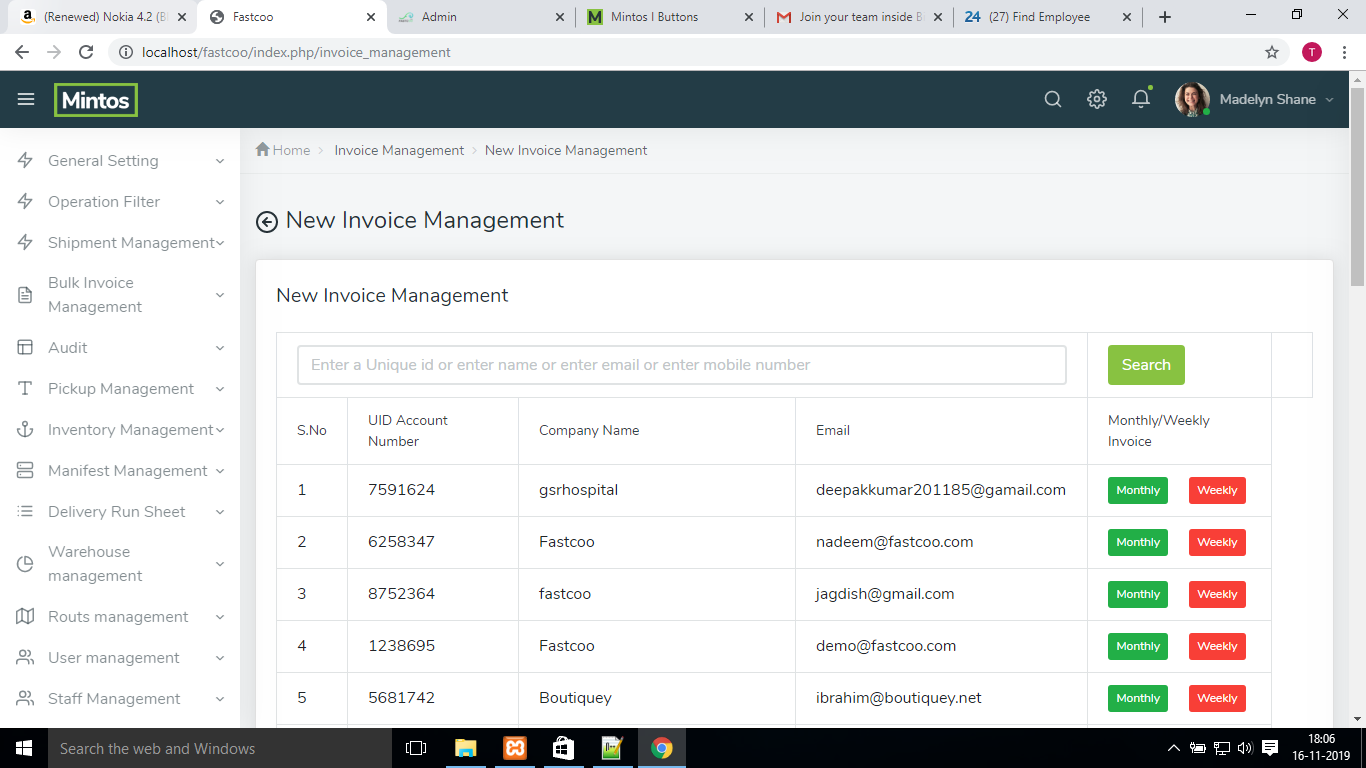 (Renewed) Nokia 4.2 (B
Fastcoo
Admin
Mintos I Buttons
Join your team inside B
24 (27) Find Employee
localhost/fastcoo/index.php/invoice_management
T
Mintos
Madelyn Shane
General Setting
Operation Filter
Shipment Management
Bulk Invoice
Management
Audit
Pickup Management
Inventory Management
Manifest Management
Delivery Run Sheet
Warehouse
management
Routs management
User management
Staff Management
Home
Invoice Management
New Invoice Management
New Invoice Management
New Invoice Management
Enter a Unique id or enter name or enter email or enter mobile number
Search
S.No
UID Account
Number
Company Name
Email
Monthly/Weekly
Invoice
1 7591624 gsrhospital deepakkumar201185@gamail.com Monthly Weekly
2 6258347 Fastcoo nadeem@fastcoo.com Monthly Weekly
3 8752364 fastcoo jagdish@gmail.com Monthly Weekly
4 1238695 Fastcoo demo@fastcoo.com Monthly Weekly
5 5681742 Boutiquey ibrahim@boutiquey.net Monthly Weekly
Search the web and Windows
18:06
16-11-2019